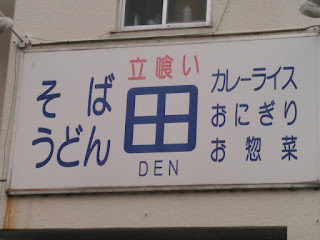 立喰い
そば
うどん
田
DEN
カレーライス
おにぎり
お惣菜